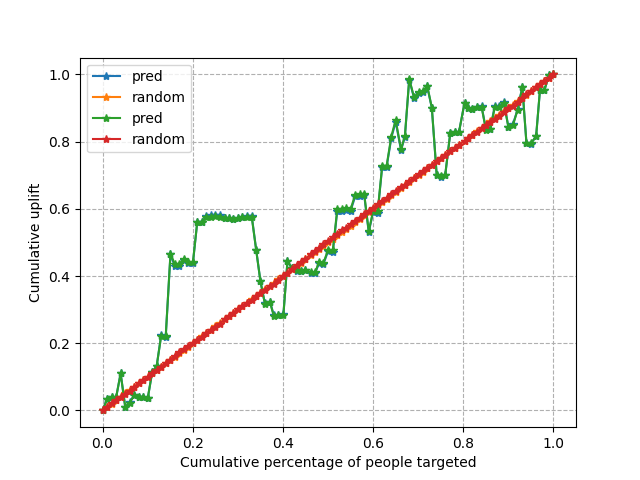 pred
random
pred
random
1.0
0.8
0.6
0.4
0.2
0.0
Cumulative uplift
0.0 0.2 0.4 0.6 0.8 1.0
Cumulative percentage of people targeted